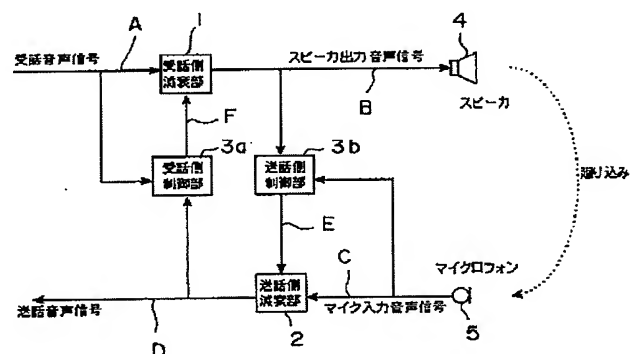 A
1
4
受話音声信号
受話側
減衰部
スピーカ出力音声信号
B
スピーカ
F
3a
3b
受話側
制御部
送話側
制御部
廻り込み
E
C
マイクロフォン
送話側
減衰部
マイク入力音声信号
送話音声信号
D
2
5